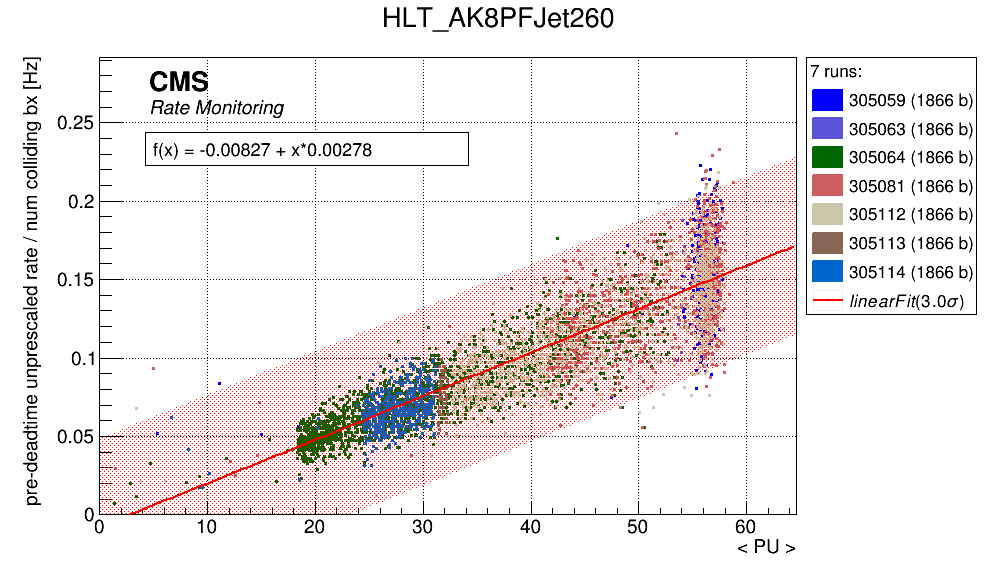 HLT_AK8PFJet260
pre-deadtime unprescaled rate / num colliding bx [Hz]
CMS
Rate Monitoring
f(x) = -0.00827 + x*0.00278
0.25
0.2
0.15
0.1
0.05
0
0 10 20 30 40 50 60
< PU >
7 runs:
305059 (1866 b)
305063 (1866 b)
305064 (1866 b)
305081 (1866 b)
305112 (1866 b)
305113 (1866 b)
305114 (1866 b)
linearFit(3.0σ)